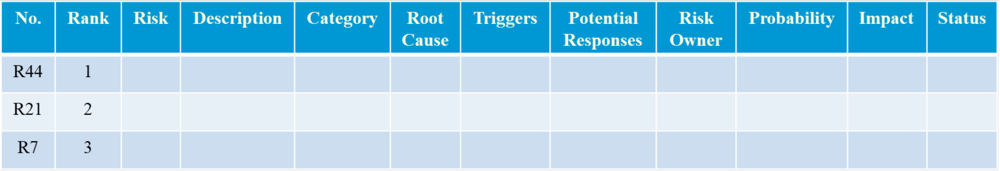 No. Rank Risk Description Category Root Cause Triggers Potential Responses Risk Owner Probability Impact Status
R44 1
R21 2
R7 3